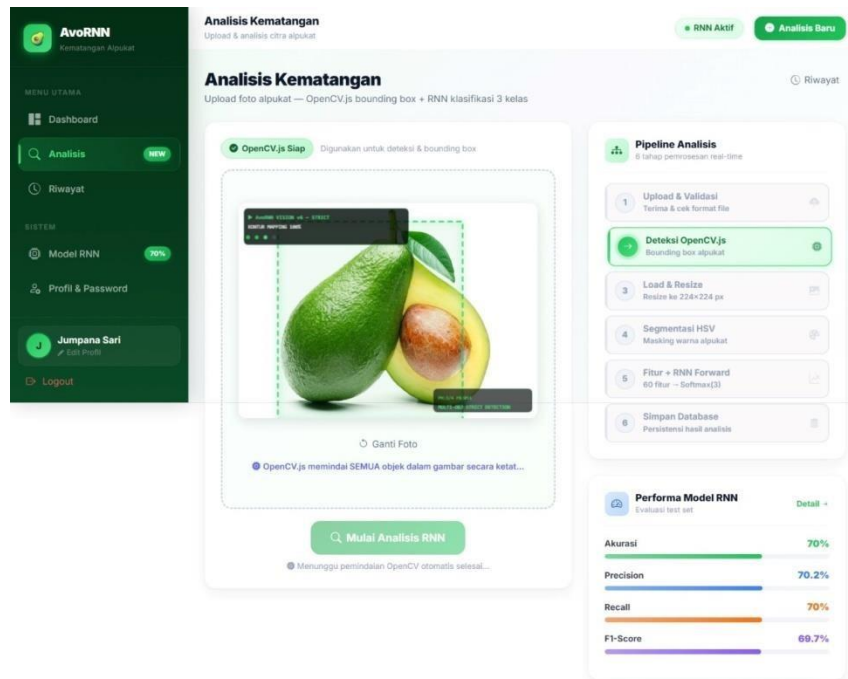 AvoRNN
Kematangan Alpukat
MENU UTAMA
Dashboard
Analisis NEW
Riwayat
SISTEM
Model RNN 70%
Profil & Password
J Jumpana Sari
Edit Profil
Logout
Analisis Kematangan
Upload & analisis citra alpukat
RNN Aktif
Analisis Baru
Analisis Kematangan
Upload foto alpukat — OpenCV.js bounding box + RNN klasifikasi 3 kelas
Riwayat
OpenCV.js Siap Digunakan untuk deteksi & bounding box
Ganti Foto
OpenCV.js memindai SEMUA objek dalam gambar secara ketat...
Mulai Analisis RNN
Menunggu pemindaian OpenCV otomatis selesai...
Pipeline Analisis
6 tahap pemrosesan real-time
1 Upload & Validasi
Terima & cek format file
Deteksi OpenCV.js
Bounding box alpukat
3 Load & Resize
Resize ke 224×224 px
4 Segmentasi HSV
Masking warna alpukat
5 Fitur + RNN Forward
60 fitur → Softmax(3)
6 Simpan Database
Persistensi hasil analisis
Performa Model RNN
Evaluasi test set
Detail →
Akurasi 70%
Precision 70.2%
Recall 70%
F1-Score 69.7%